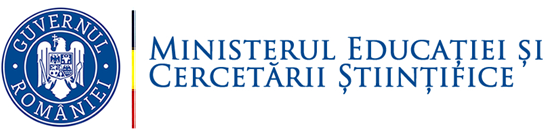 GUVERNUL
ROMÂNIEI
MINISTERUL EDUCAȚIEI ȘI
CERCETĂRII ȘTIINȚIFICE